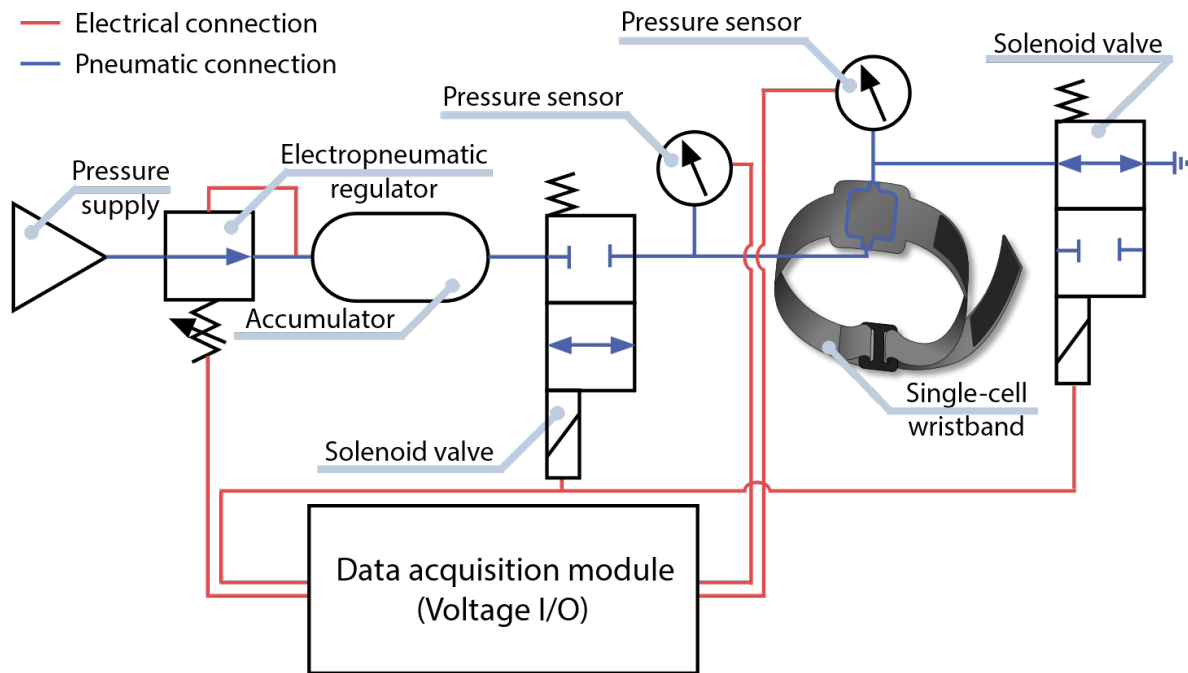 Electrical connection
Pneumatic connection
Pressure sensor
Solenoid valve
Pressure sensor
Pressure
supply
Electropneumatic
regulator
Accumulator
Single-cell
wristband
Solenoid valve
Data acquisition module
(Voltage I/O)